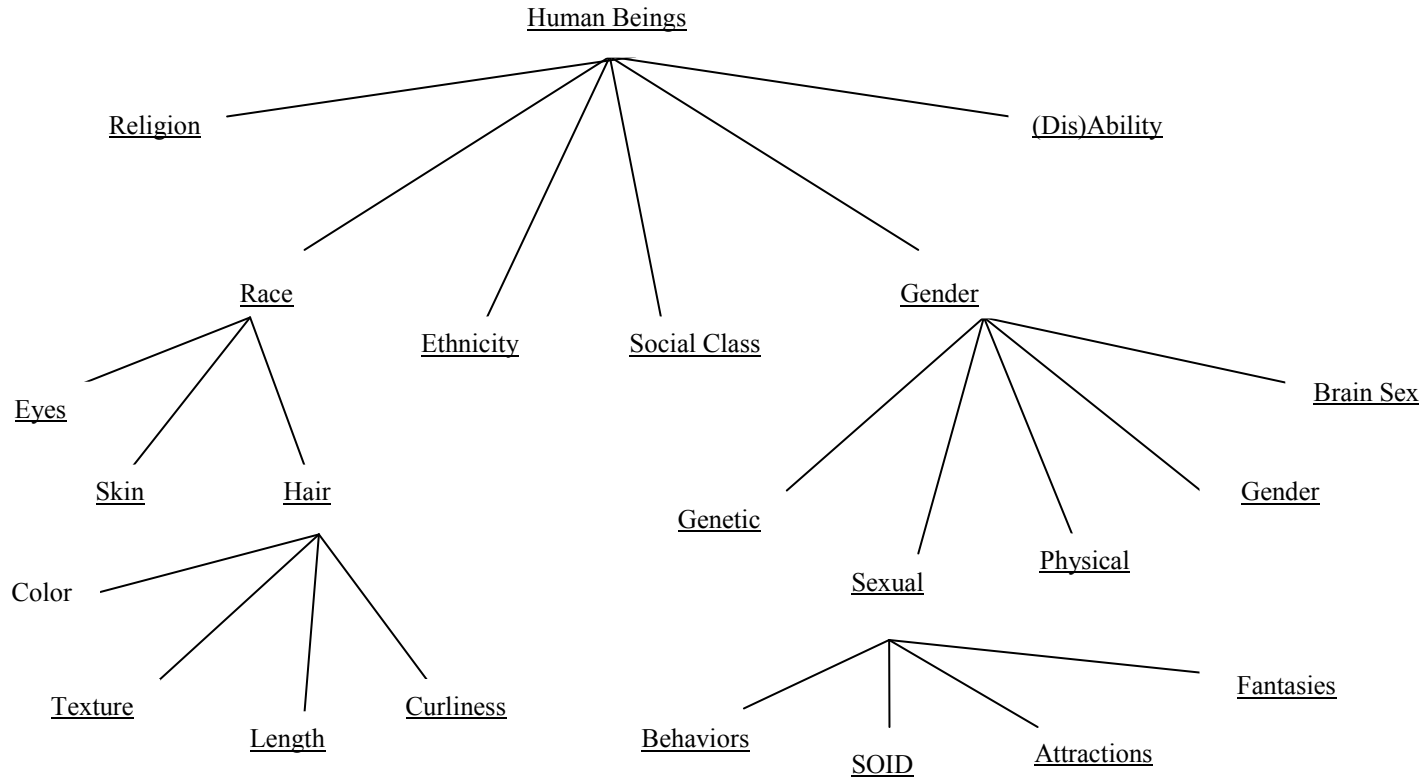 Human Beings
Religion
(Dis)Ability
Race
Gender
Ethnicity
Social Class
Eyes
Brain Sex
Skin
Hair
Genetic
Gender
Physical
Sexual
Color
Texture
Length
Curliness
Behaviors
SOID
Attractions
Fantasies